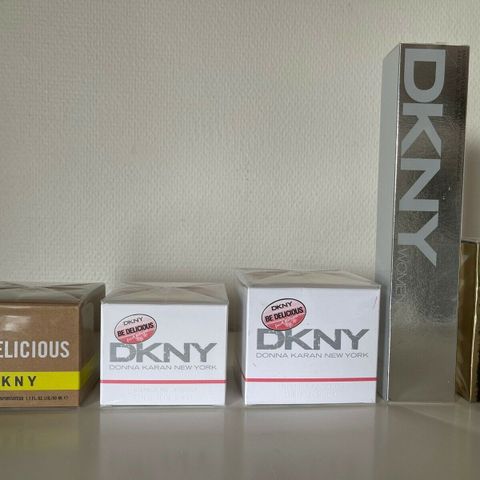 ELICIOUS
KNY
DKNY
BE DELICIOUS
DKNY
DONNA KARAN NEW YORK
DKNY
BE DELICIOUS
DKNY
DONNA KARAN NEW YORK
DKNY
WOMEN